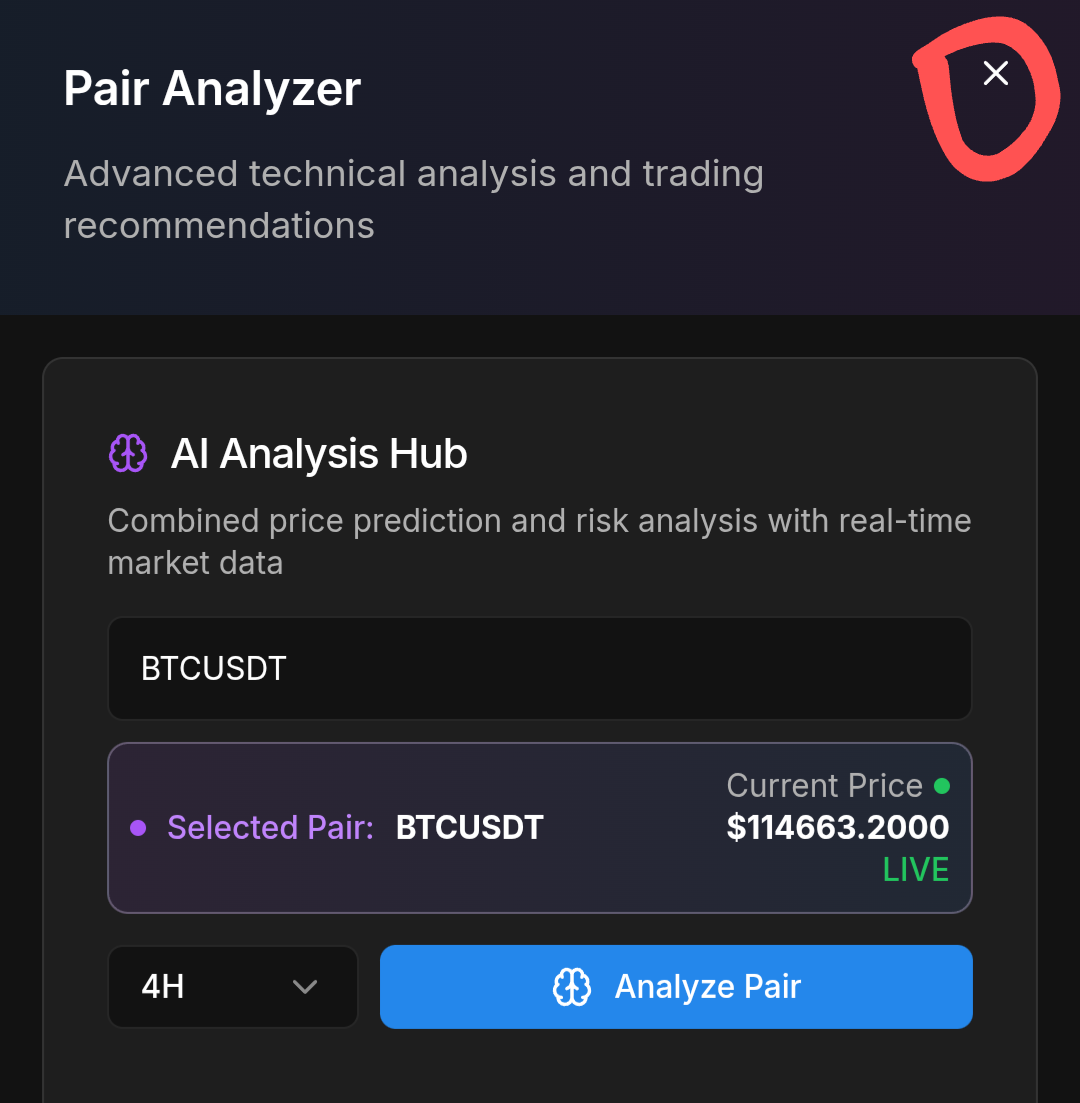 Pair Analyzer
Advanced technical analysis and trading
recommendations
AI Analysis Hub
Combined price prediction and risk analysis with real-time
market data
BTCUSDT
Selected Pair: BTCUSDT
Current Price
$114663.2000
LIVE
4H
Analyze Pair